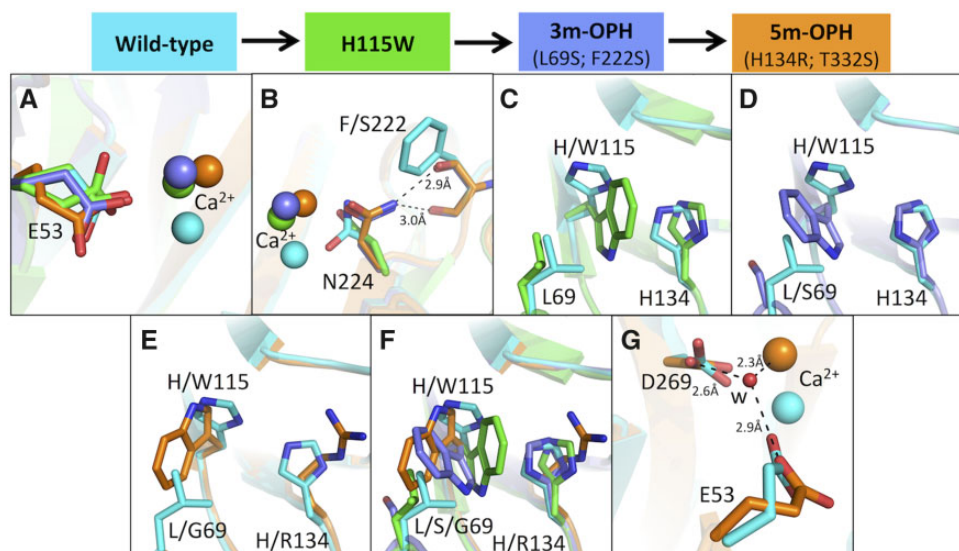 Wild-type
H115W
3m-OPH
(L69S; F222S)
5m-OPH
(H134R; T332S)
A
E53
Ca²⁺
B
F/S222
2.9Å
3.0Å
Ca²⁺
N224
C
H/W115
L69
H134
D
H/W115
L/S69
H134
E
H/W115
L/G69
H/R134
F
H/W115
L/S/G69
H/R134
G
2.3Å
D269
2.6Å
W
Ca²⁺
2.9Å
E53